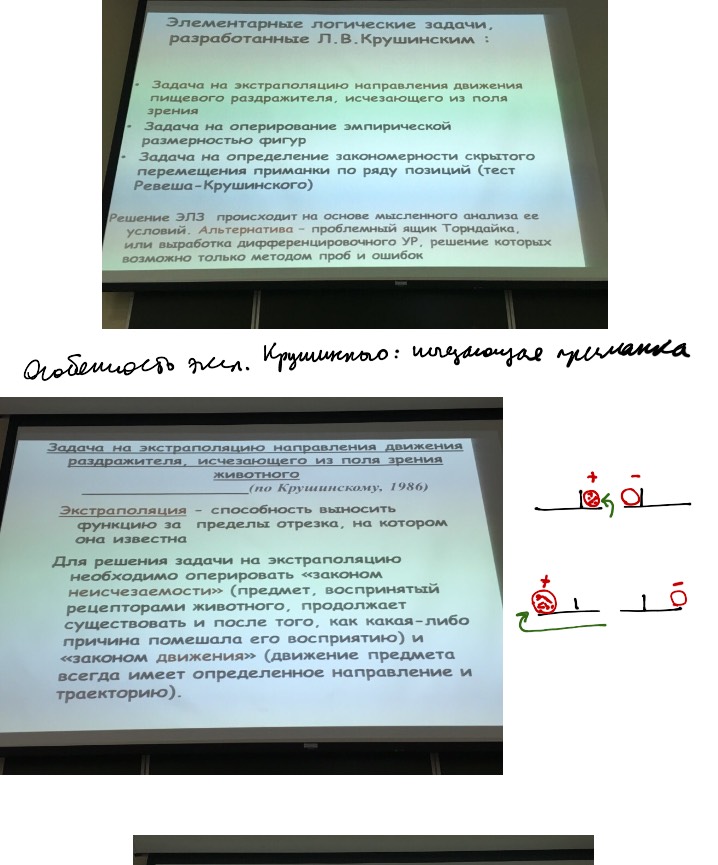 Элементарные логические задачи,
разработанные Л.В.Крушинским :
• Задача на экстраполяцию направления движения
пищевого раздражителя, исчезающего из поля
зрения
• Задача на оперирование эмпирической
размерностью фигур
• Задача на определение закономерности скрытого
перемещения приманки по ряду позиций (тест
Ревеша-Крушинского)
Решение ЭЛЗ происходит на основе мысленного анализа ее
условий. Альтернатива – проблемный ящик Торндайка,
или выработка дифференцировочного УР, решение которых
возможно только методом проб и ошибок
Особенность эксп. : исчезающая приманка
Задача на экстраполяцию направления движения
раздражителя, исчезающего из поля зрения
животного
(по Крушинскому, 1986)
Экстраполяция – способность выносить
функцию за пределы отрезка, на котором
она известна
Для решения задачи на экстраполяцию
необходимо оперировать «законом
неисчезаемости» (предмет, воспринятый
рецепторами животного, продолжает
существовать и после того, как какая-либо
причина помешала его восприятию) и
«законом движения» (движение предмета
всегда имеет определенное направление и
траекторию).
+ –
+ –